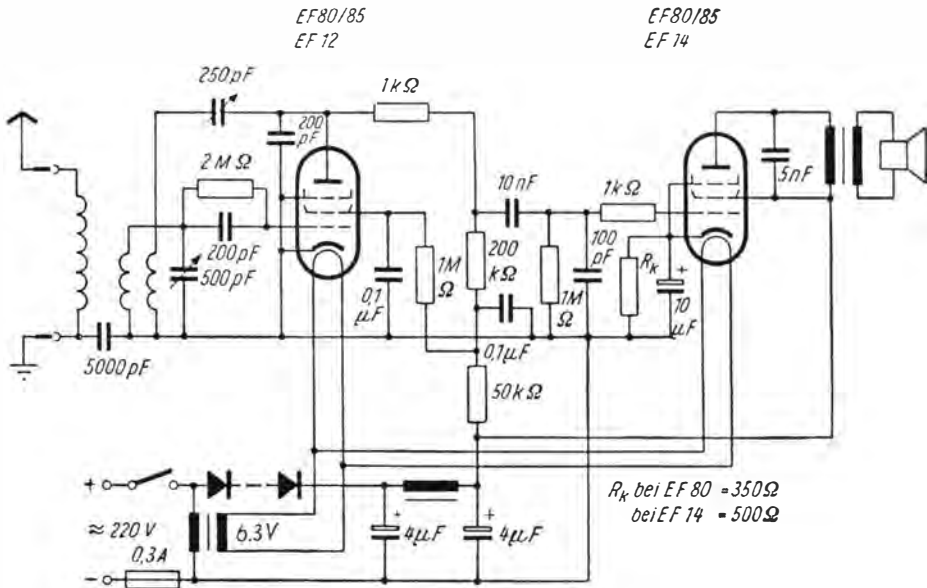 EF80/85
EF 12
EF80/85
EF 14
250pF
1kΩ
200
pF
2MΩ
10nF
1kΩ
5nF
200pF
500pF
0,1
µF
1M
Ω
200
kΩ
1M
Ω
100
pF
Rk
+
10
µF
5000pF
0,1µF
50kΩ
+
≈ 220 V
0,3A
-
6.3V
+
4µF
+
4µF
Rk bei EF 80 = 350Ω
bei EF 14 = 500Ω